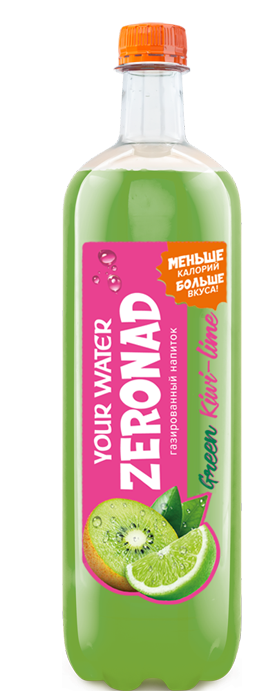 МЕНЬШЕ
КАЛОРИЙ
БОЛЬШЕ
ВКУСА!
YOUR WATER
ZERONAD
газированный напиток
Green Kiwi-lime